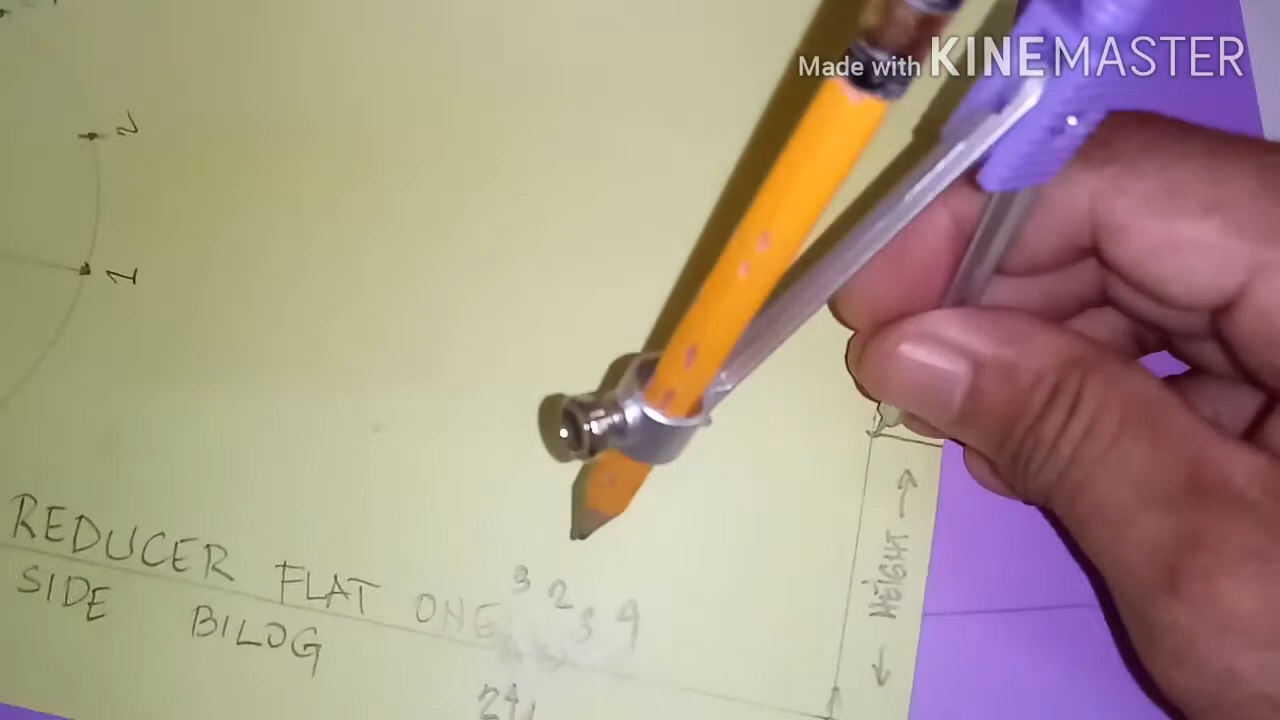 Made with KINEMASTER
2
1
REDUCER FLAT ONE
SIDE BILOG
3 2 3 4
← HEIGHT →